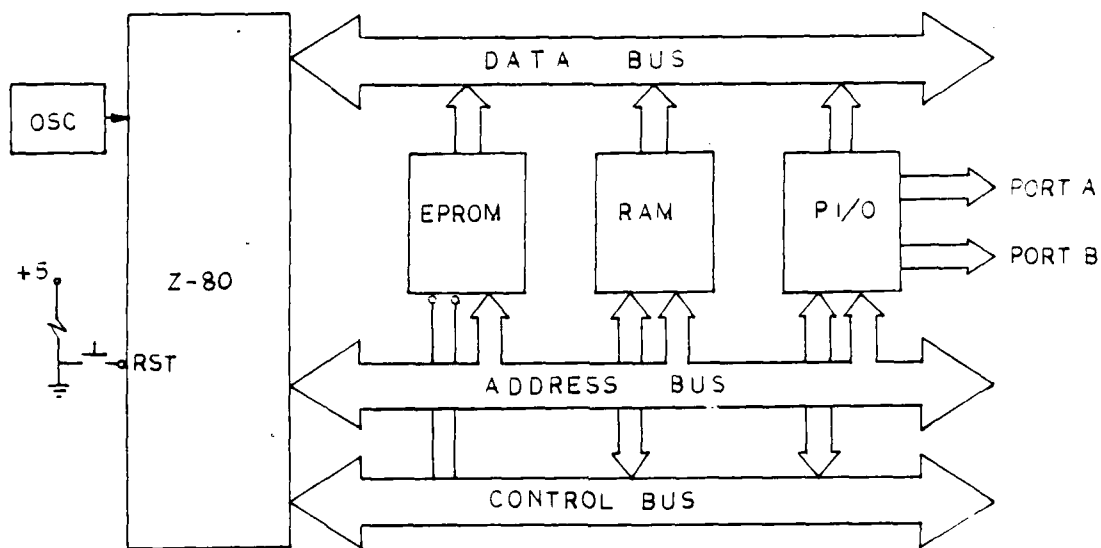 DATA BUS
OSC
EPROM
RAM
PI/O
PORT A
PORT B
+5
Z-80
RST
ADDRESS BUS
CONTROL BUS